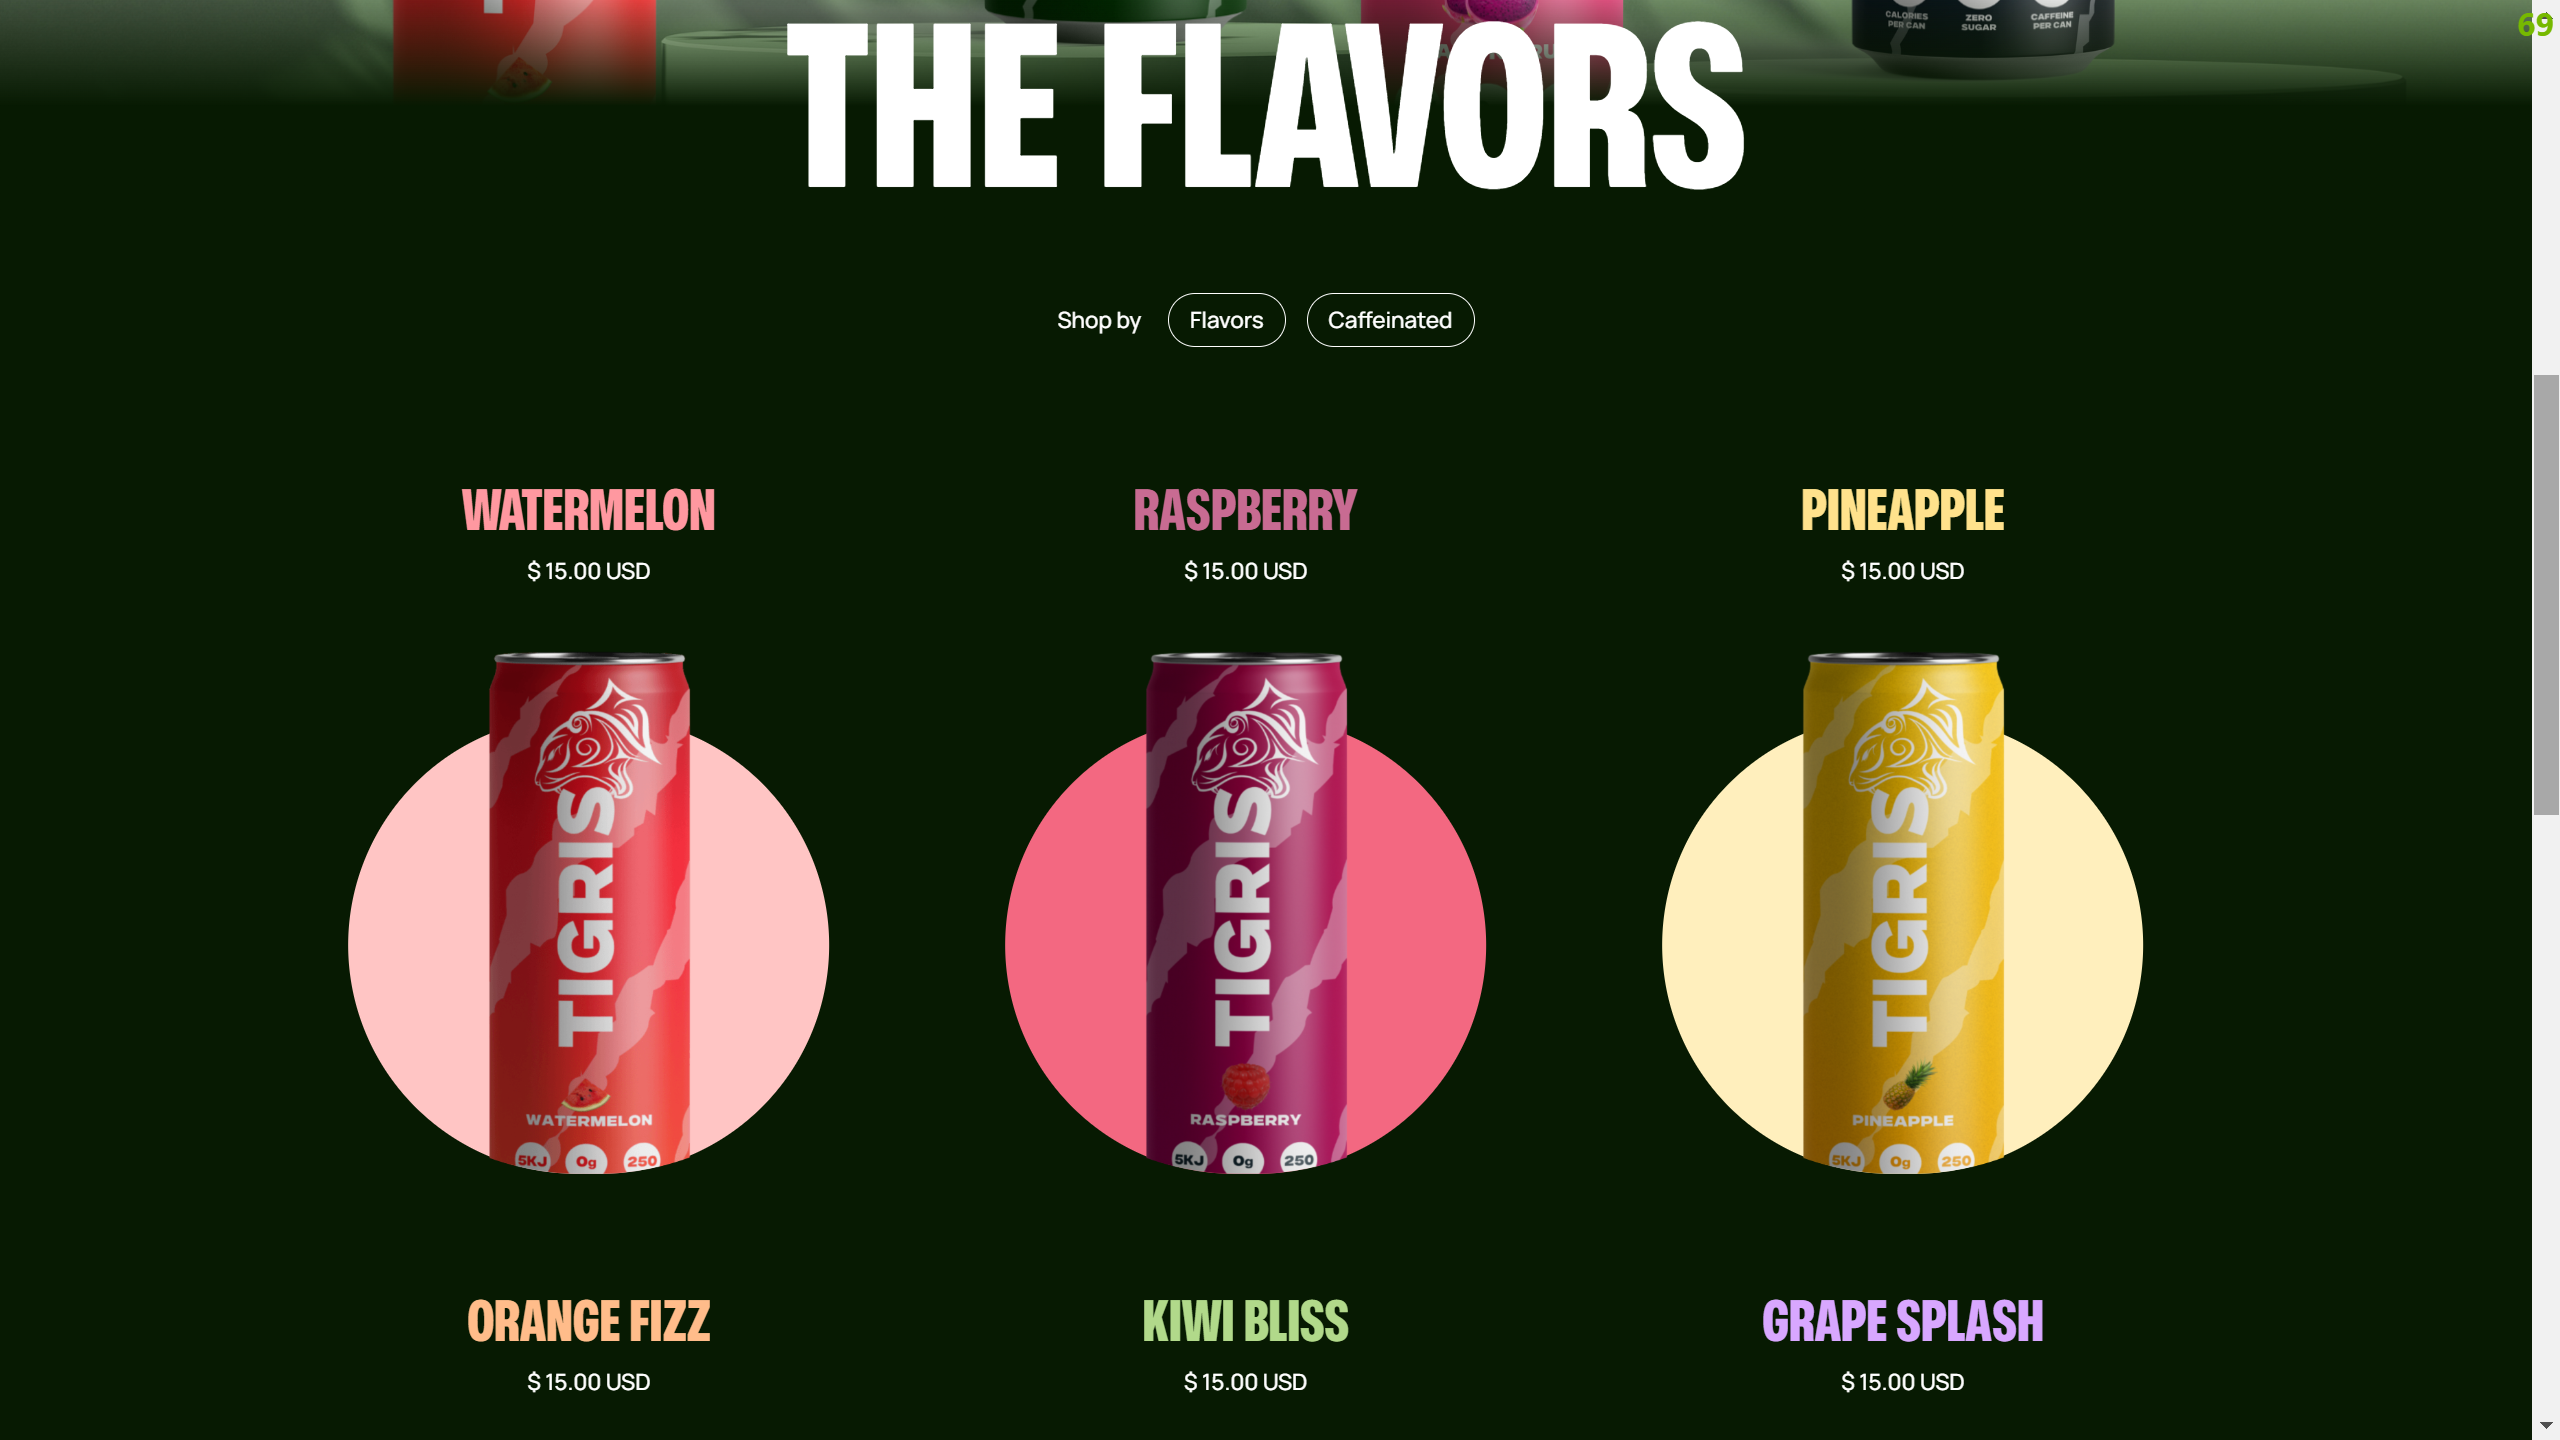 CALORIES
PER CAN
ZERO
SUGAR
CAFFEINE
PER CAN
69
THE FLAVORS
Shop by
Flavors
Caffeinated
WATERMELON
$ 15.00 USD
RASPBERRY
$ 15.00 USD
PINEAPPLE
$ 15.00 USD
TIGRIS
WATERMELON
5KJ
0g
250
TIGRIS
RASPBERRY
5KJ
0g
250
TIGRIS
PINEAPPLE
5KJ
0g
250
ORANGE FIZZ
$ 15.00 USD
KIWI BLISS
$ 15.00 USD
GRAPE SPLASH
$ 15.00 USD